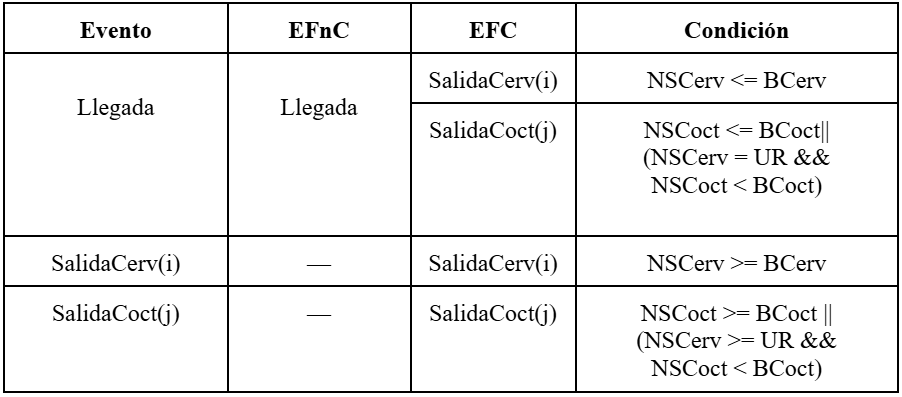 Evento EFnC EFC Condición
Llegada Llegada SalidaCerv(i) NSCerv <= BCerv
SalidaCoct(j) NSCoct <= BCoct||
(NSCerv = UR &&
NSCoct < BCoct)
SalidaCerv(i) — SalidaCerv(i) NSCerv >= BCerv
SalidaCoct(j) — SalidaCoct(j) NSCoct >= BCoct ||
(NSCerv >= UR &&
NSCoct < BCoct)